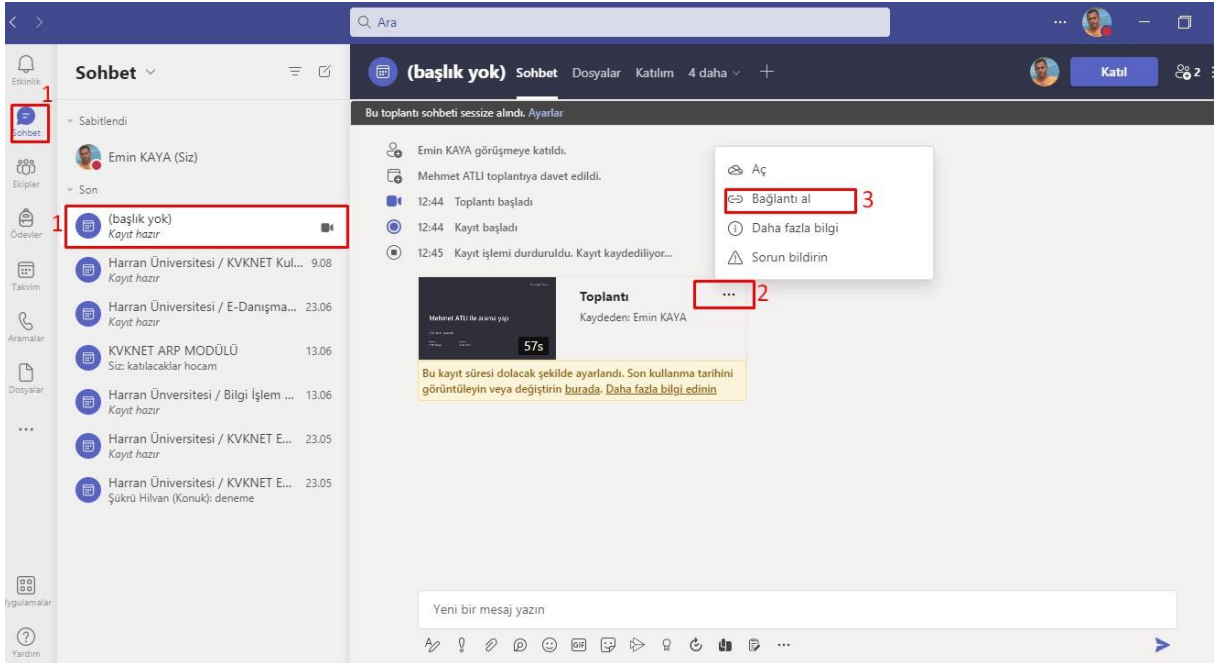 Ara
Etkinlik
Sohbet
Ekipler
Ödevler
Takvim
Aramalar
Dosyalar
Yardım
1
Sohbet
Sabitlendi
Emin KAYA (Siz)
Son
1
(başlık yok)
Kayıt hazır
Harran Üniversitesi / KVKNET Kul... 9.08
Kayıt hazır
Harran Üniversitesi / E-Danışma... 23.06
Kayıt hazır
KVKNET ARP MODÜLÜ 13.06
Siz: katılacaklar hocam
Harran Ünversitesi / Bilgi İşlem ... 13.06
Kayıt hazır
Harran Üniversitesi / KVKNET E... 23.05
Kayıt hazır
Harran Üniversitesi / KVKNET E... 23.05
Şükrü Hilvan (Konuk): deneme
(başlık yok) Sohbet Dosyalar Katılım 4 daha
Katıl
2
Bu toplantı sohbeti sessize alındı. Ayarlar
Emin KAYA görüşmeye katıldı.
Mehmet ATLI toplantıya davet edildi.
12:44 Toplantı başladı
12:44 Kayıt başladı
12:45 Kayıt işlemi durduruldu. Kayıt kaydediliyor...
Aç
Bağlantı al 3
Daha fazla bilgi
Sorun bildirin
Mehmet ATLI ile arama yap
57s
Toplantı ... 2
Kaydeden: Emin KAYA
Bu kayıt süresi dolacak şekilde ayarlandı. Son kullanma tarihini
görüntüleyin veya değiştirin burada. Daha fazla bilgi edinin
Yeni bir mesaj yazın
GIF